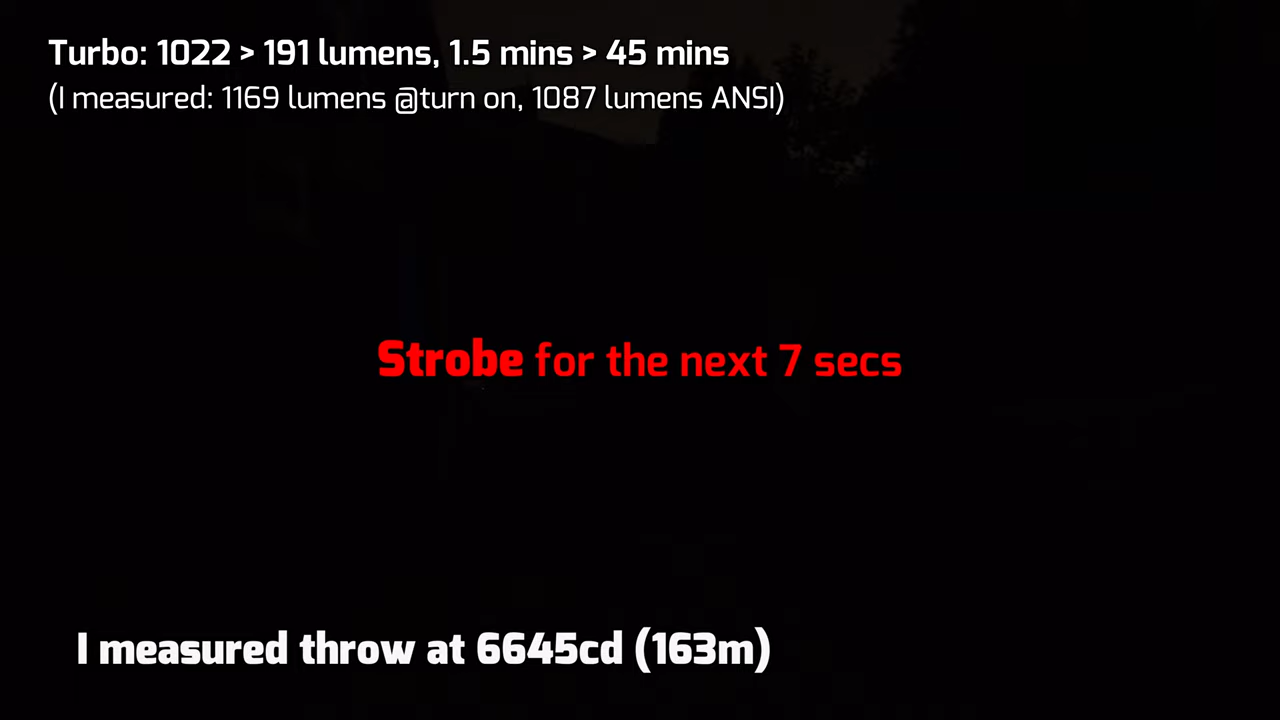 Turbo: 1022 > 191 lumens, 1.5 mins > 45 mins
(I measured: 1169 lumens @turn on, 1087 lumens ANSI)
Strobe for the next 7 secs
I measured throw at 6645cd (163m)